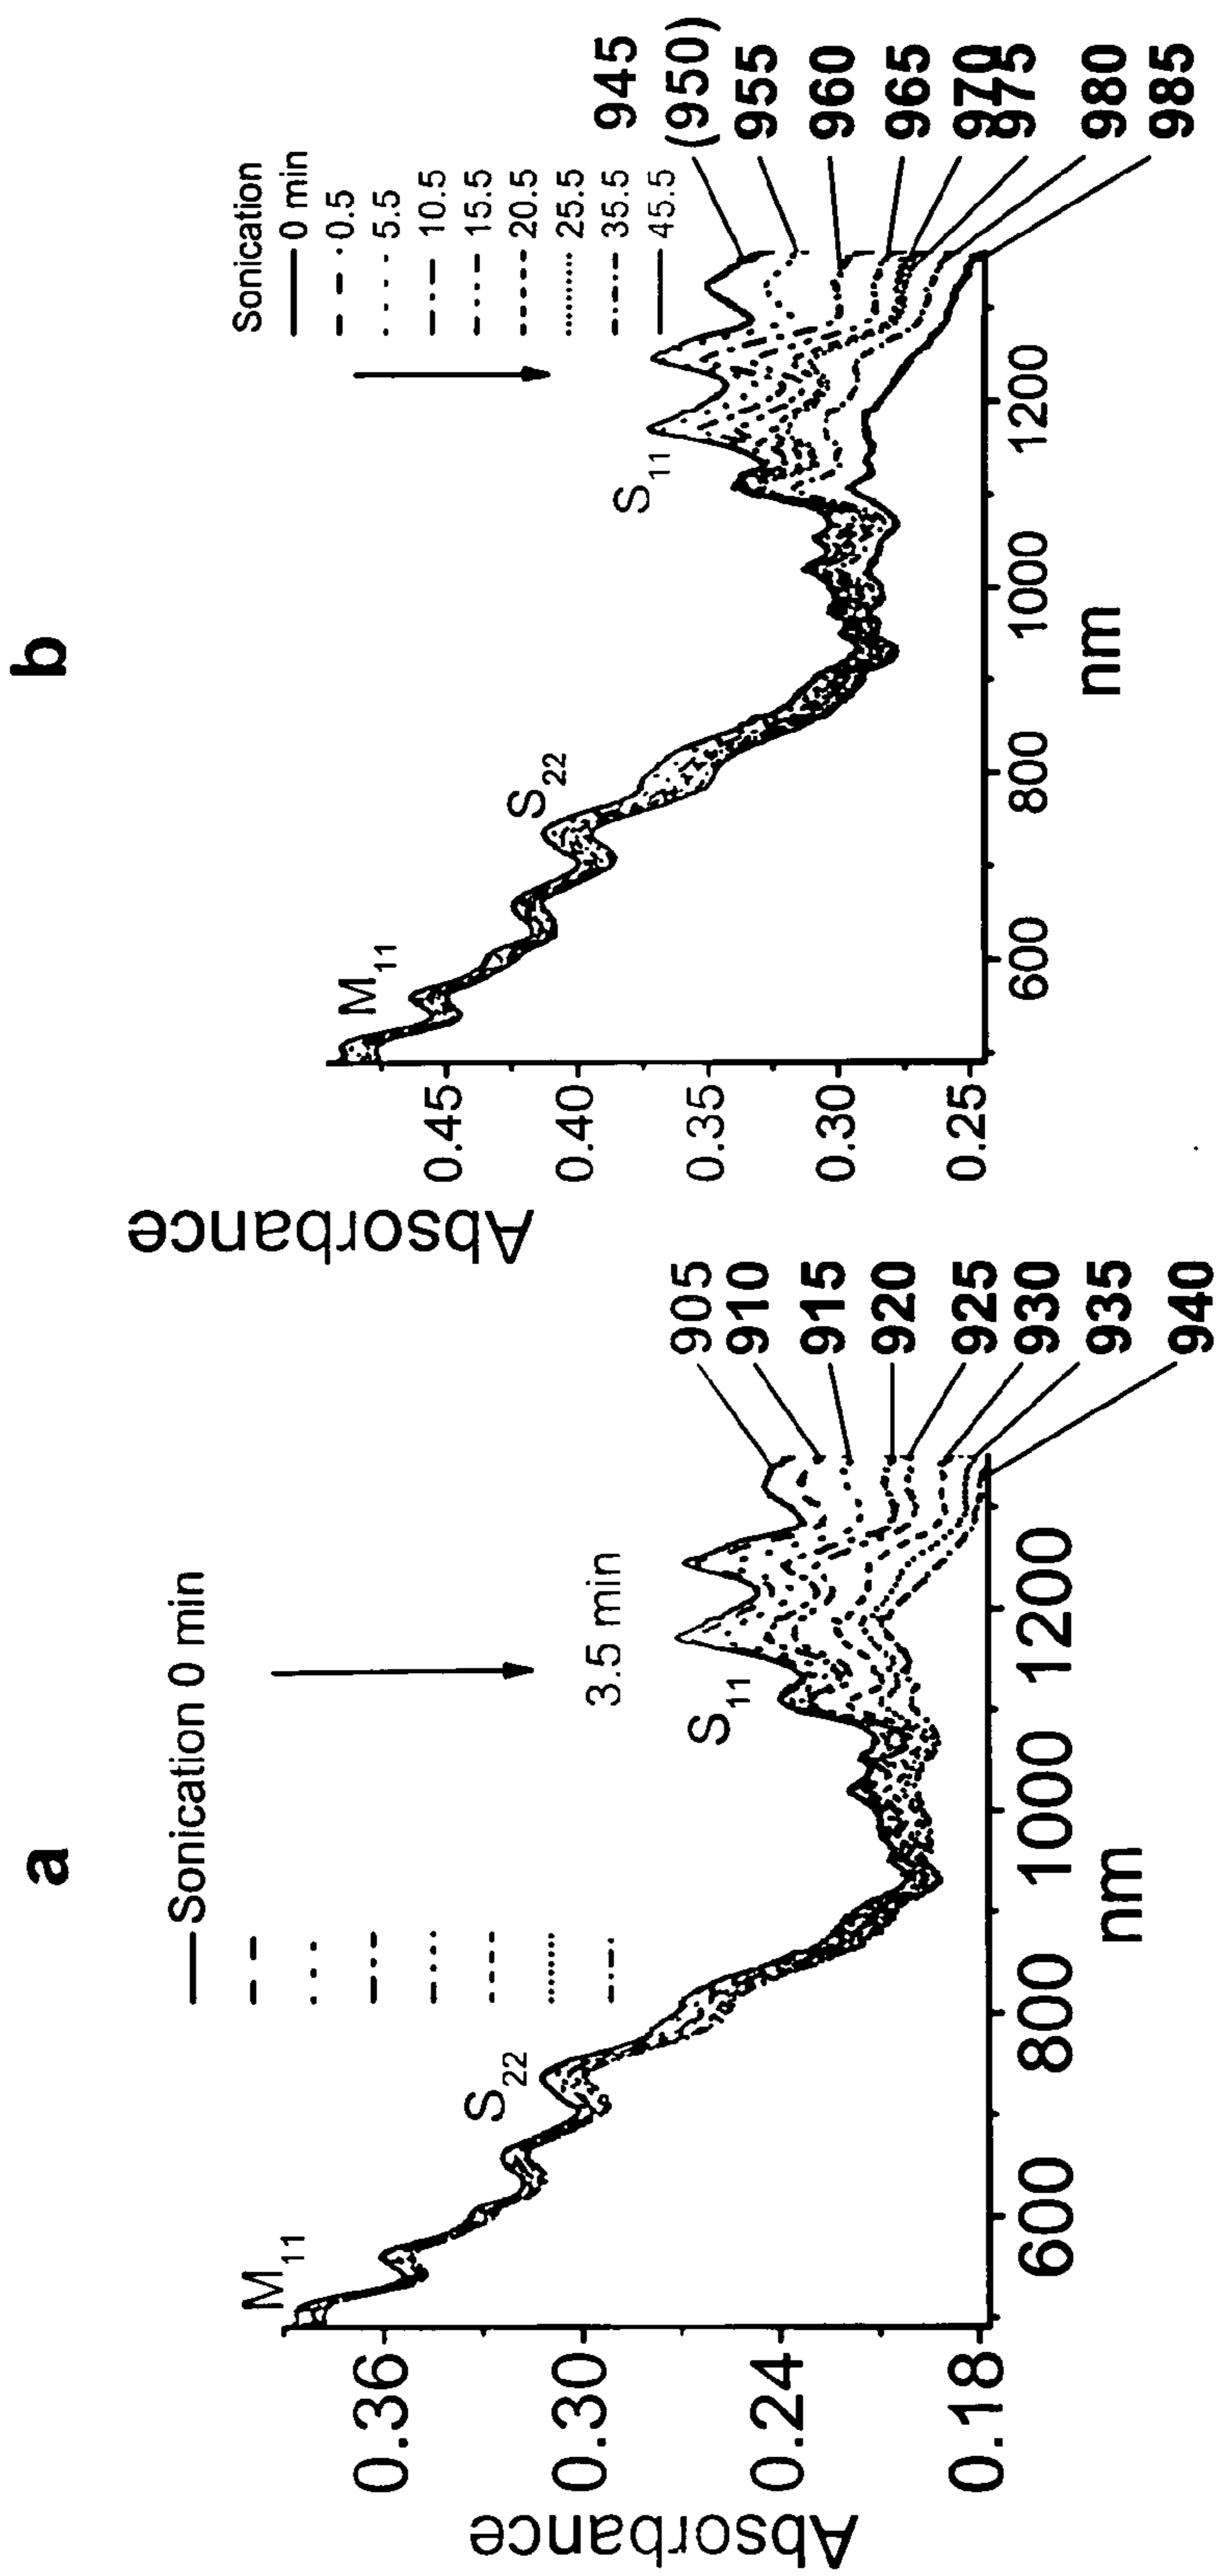 a
Sonication 0 min
3.5 min
M11
S22
S11
905
910
915
920
925
930
935
940
0.36
0.30
0.24
0.18
Absorbance
600
800
1000
1200
nm
b
Sonication
0 min
0.5
5.5
10.5
15.5
20.5
25.5
35.5
45.5
M11
S22
S11
945
(950)
955
960
965
970
975
980
985
0.45
0.40
0.35
0.30
0.25
Absorbance
600
800
1000
1200
nm